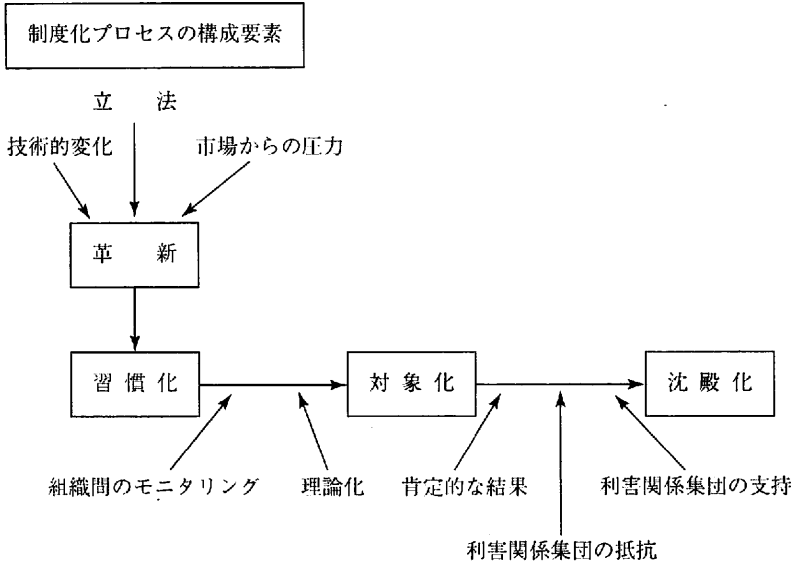 制度化プロセスの構成要素
立 法
技術的変化
市場からの圧力
革 新
習 慣 化
対 象 化
沈 殿 化
組織間のモニタリング
理論化
肯定的な結果
利害関係集団の支持
利害関係集団の抵抗